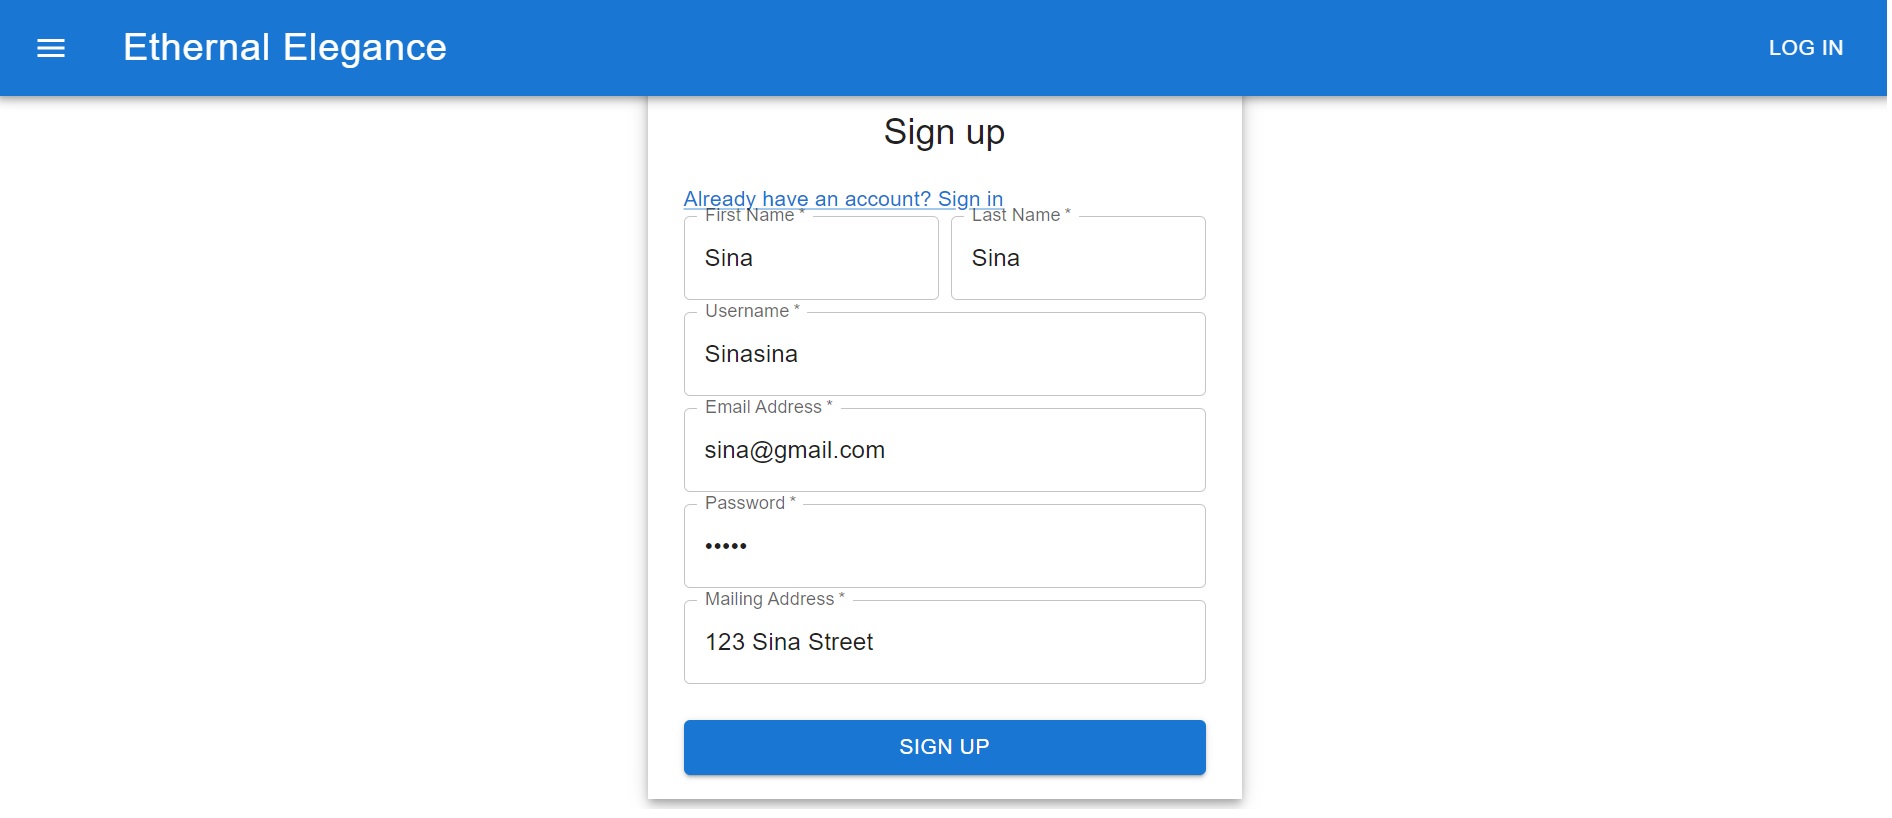 Ethernal Elegance LOG IN
Sign up
Already have an account? Sign in
First Name * Last Name *
Sina Sina
Username *
Sinasina
Email Address *
sina@gmail.com
Password *
•••••
Mailing Address *
123 Sina Street
SIGN UP